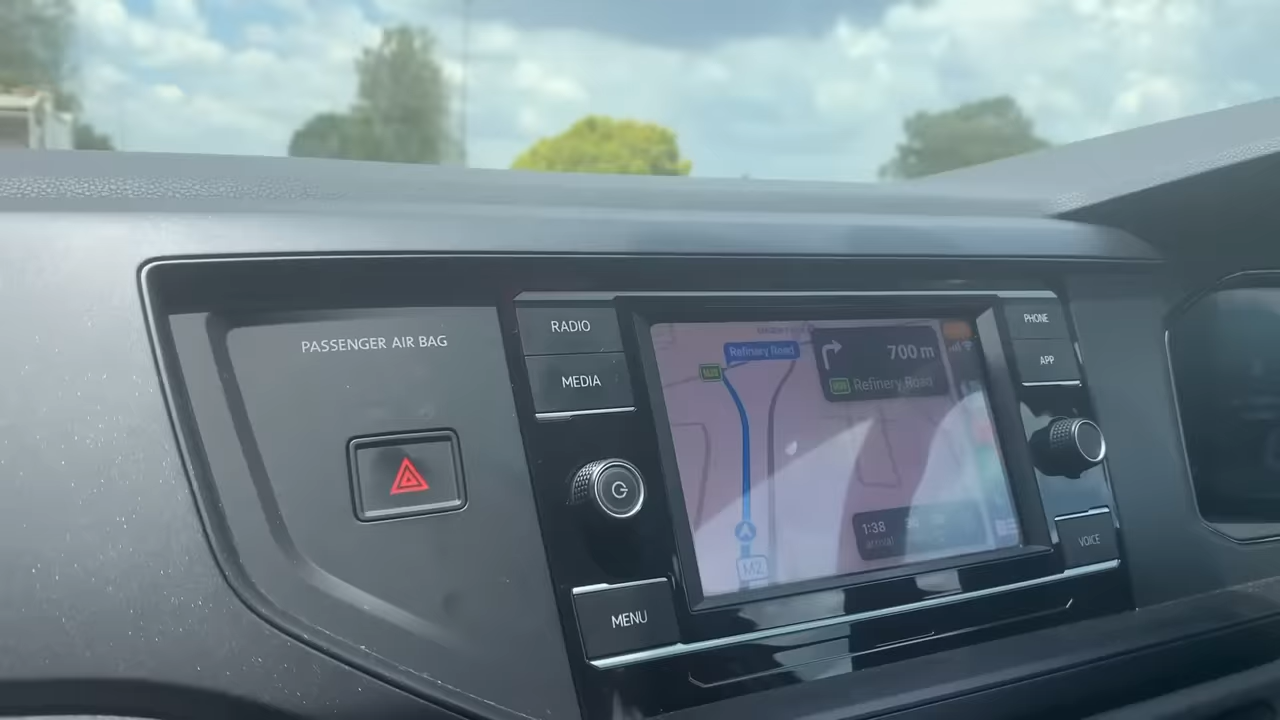 PASSENGER AIR BAG
RADIO
MEDIA
MENU
Refinery Road
700 m
Refinery Road
1:38
arrival
M2
PHONE
APP
VOICE